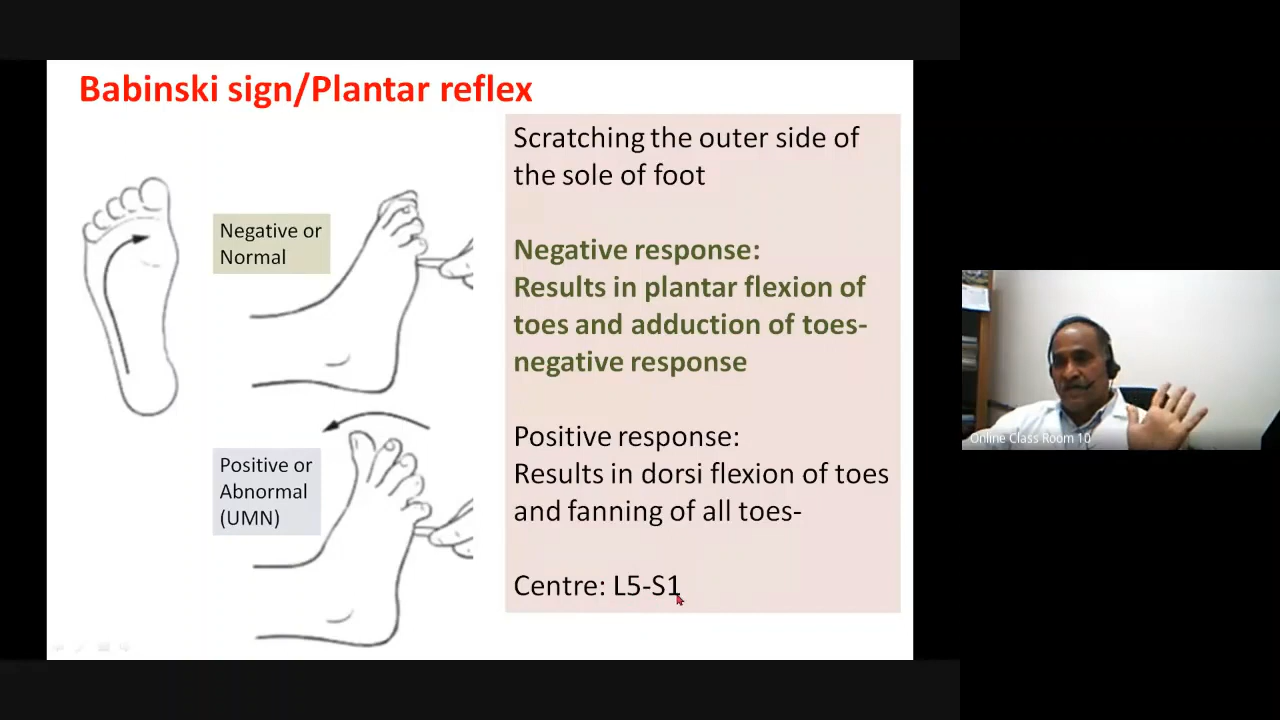 Babinski sign/Plantar reflex
Negative or
Normal
Positive or
Abnormal
(UMN)
Scratching the outer side of
the sole of foot
Negative response:
Results in plantar flexion of
toes and adduction of toes-
negative response
Positive response:
Results in dorsi flexion of toes
and fanning of all toes-
Centre: L5-S1
Online Class Room 10